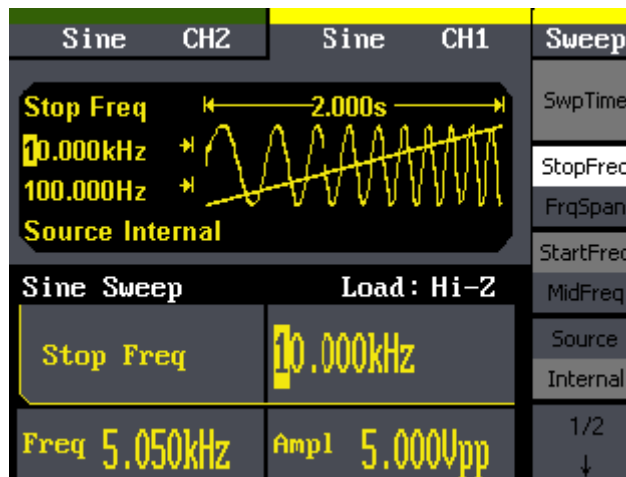 Sine CH2 Sine CH1 Sweep
Stop Freq 2.000s
10.000kHz
100.000Hz
Source Internal
SwpTime
StopFreq
FrqSpan
StartFreq
MidFreq
Source
Internal
1/2
Sine Sweep Load: Hi-Z
Stop Freq 10.000kHz
Freq 5.050kHz Ampl 5.000Vpp